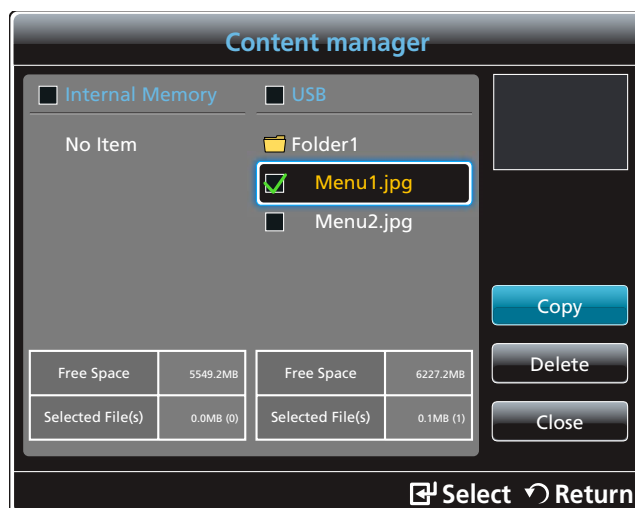 Content manager
Internal Memory
No Item
USB
Folder1
Menu1.jpg
Menu2.jpg
Free Space 5549.2MB
Selected File(s) 0.0MB (0)
Free Space 6227.2MB
Selected File(s) 0.1MB (1)
Copy
Delete
Close
Select Return